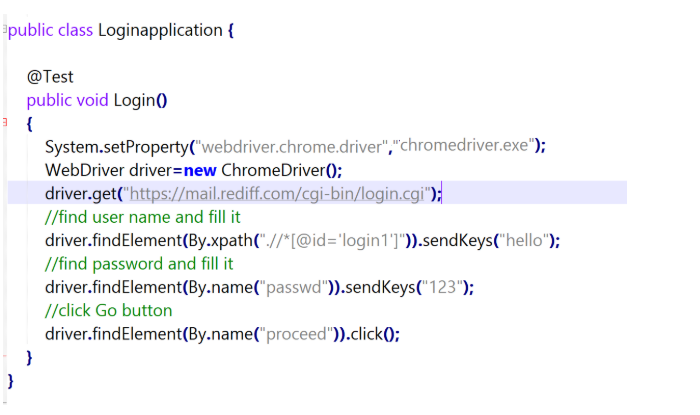 public class Loginapplication {
@Test
public void Login()
{
System.setProperty("webdriver.chrome.driver","chromedriver.exe");
WebDriver driver=new ChromeDriver();
driver.get("https://mail.rediff.com/cgi-bin/login.cgi");
//find user name and fill it
driver.findElement(By.xpath(".//*[@id='login1']")).sendKeys("hello");
//find password and fill it
driver.findElement(By.name("passwd")).sendKeys("123");
//click Go button
driver.findElement(By.name("proceed")).click();
}
}